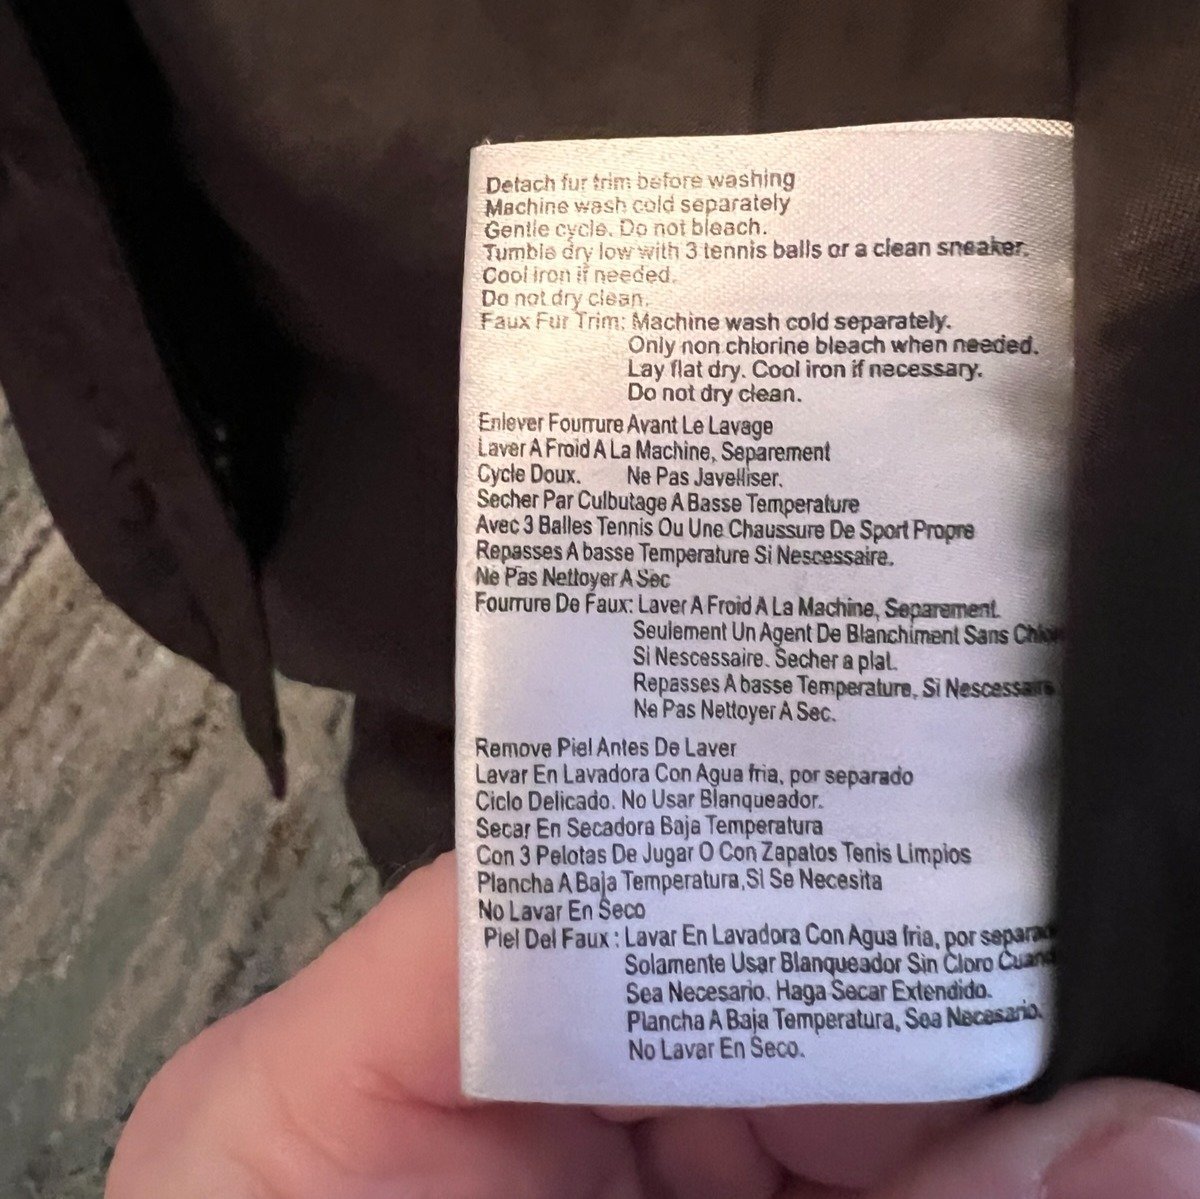 Detach fur trim before washing
Machine wash cold separately
Gentle cycle. Do not bleach.
Tumble dry low with 3 tennis balls or a clean sneaker.
Cool iron if needed.
Do not dry clean.
Faux Fur Trim: Machine wash cold separately.
Only non chlorine bleach when needed.
Lay flat dry. Cool iron if necessary.
Do not dry clean.
Enlever Fourrure Avant Le Lavage
Laver A Froid A La Machine, Separement
Cycle Doux. Ne Pas Javelliser.
Secher Par Culbutage A Basse Temperature
Avec 3 Balles Tennis Ou Une Chaussure De Sport Propre
Repasses A basse Temperature Si Nescessaire.
Ne Pas Nettoyer A Sec
Fourrure De Faux: Laver A Froid A La Machine, Separement.
Seulement Un Agent De Blanchiment Sans
Si Nescessaire. Secher a plat.
Repasses A basse Temperature, Si Nescessaire
Ne Pas Nettoyer A Sec.
Remove Piel Antes De Laver
Lavar En Lavadora Con Agua fria, por separado
Ciclo Delicado. No Usar Blanqueador.
Secar En Secadora Baja Temperatura
Con 3 Pelotas De Jugar O Con Zapatos Tenis Limpios
Plancha A Baja Temperatura, Si Se Necesita
No Lavar En Seco
Piel Del Faux : Lavar En Lavadora Con Agua fria, por separado
Solamente Usar Blanqueador Sin Cloro
Sea Necesario. Haga Secar Extendido.
Plancha A Baja Temperatura, Sea Necesario.
No Lavar En Seco.